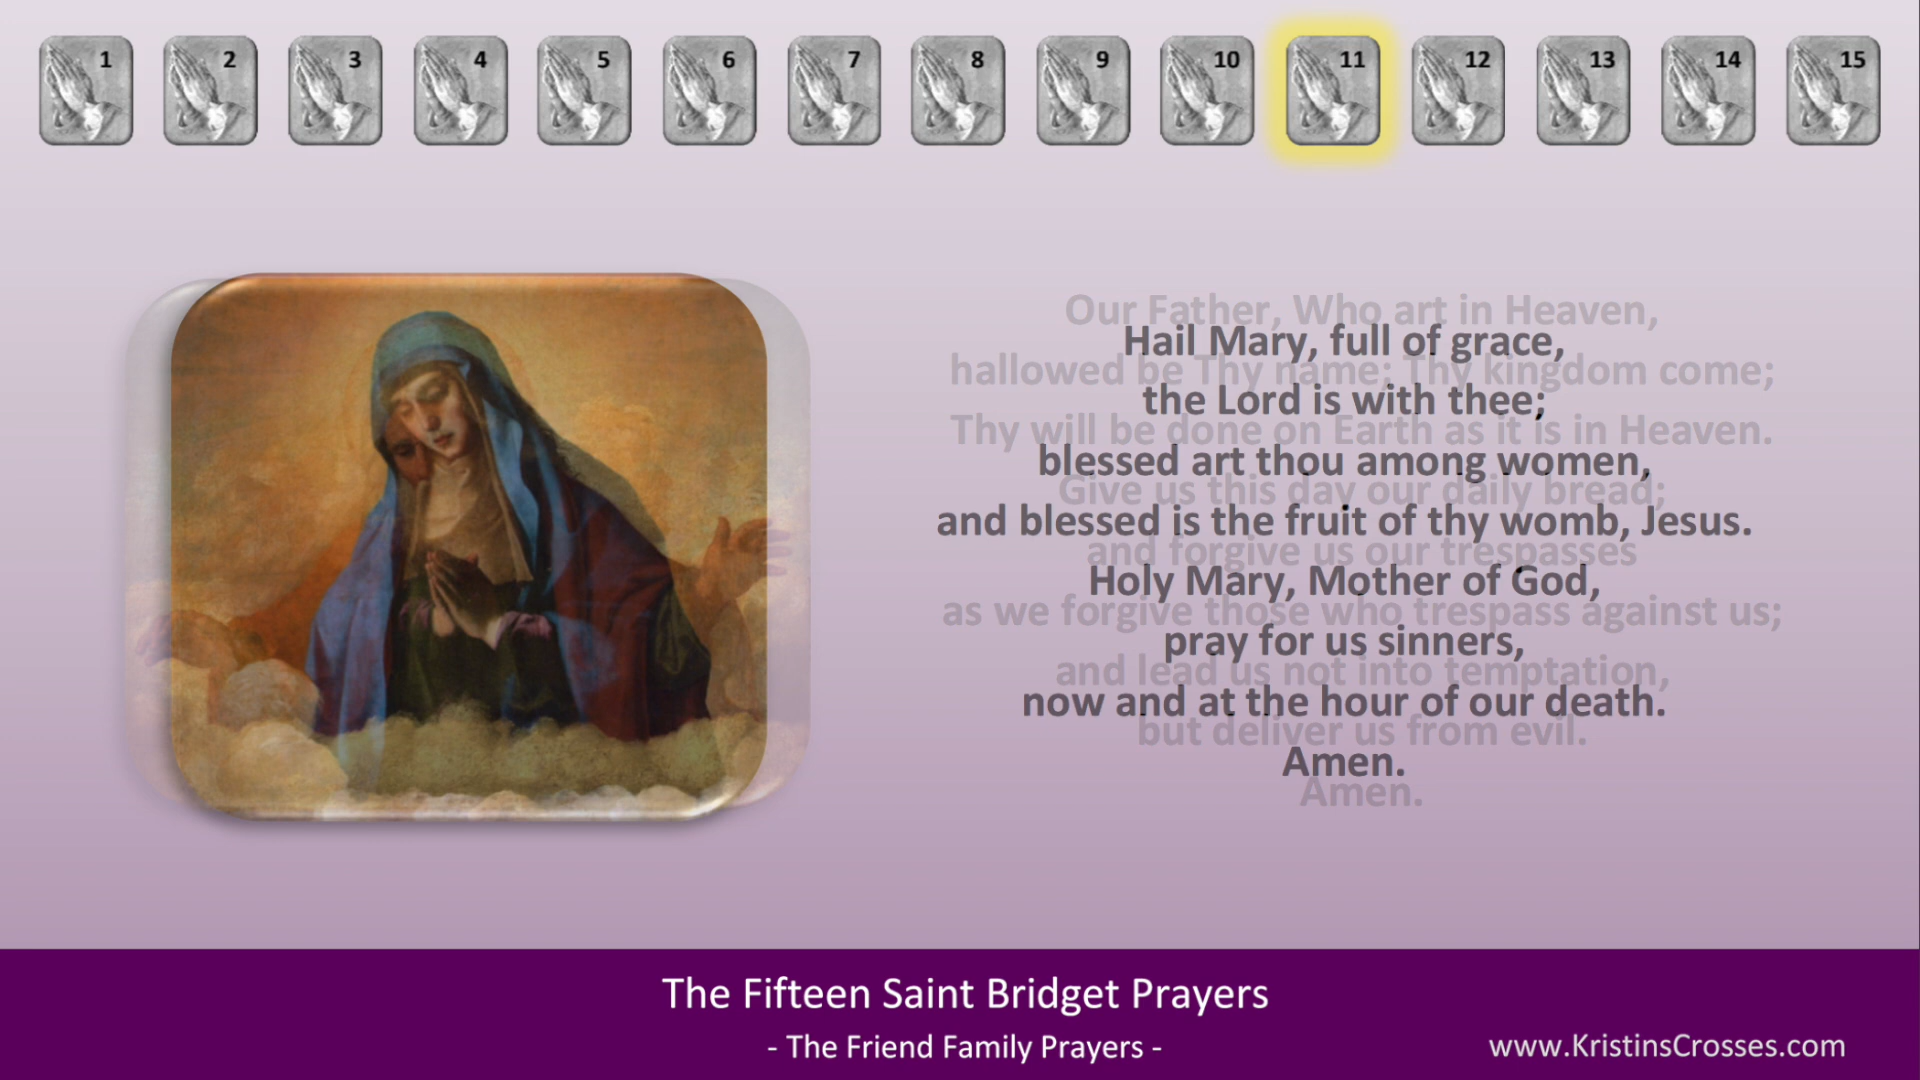 1 2 3 4 5 6 7 8 9 10 11 12 13 14 15
Our Father, Who art in Heaven,
hallowed be Thy name; Thy kingdom come;
Thy will be done on Earth as it is in Heaven.
Give us this day our daily bread;
and forgive us our trespasses
as we forgive those who trespass against us;
and lead us not into temptation,
but deliver us from evil.
Amen.
Hail Mary, full of grace,
the Lord is with thee;
blessed art thou among women,
and blessed is the fruit of thy womb, Jesus.
Holy Mary, Mother of God,
pray for us sinners,
now and at the hour of our death.
Amen.
The Fifteen Saint Bridget Prayers
- The Friend Family Prayers -
www.KristinsCrosses.com